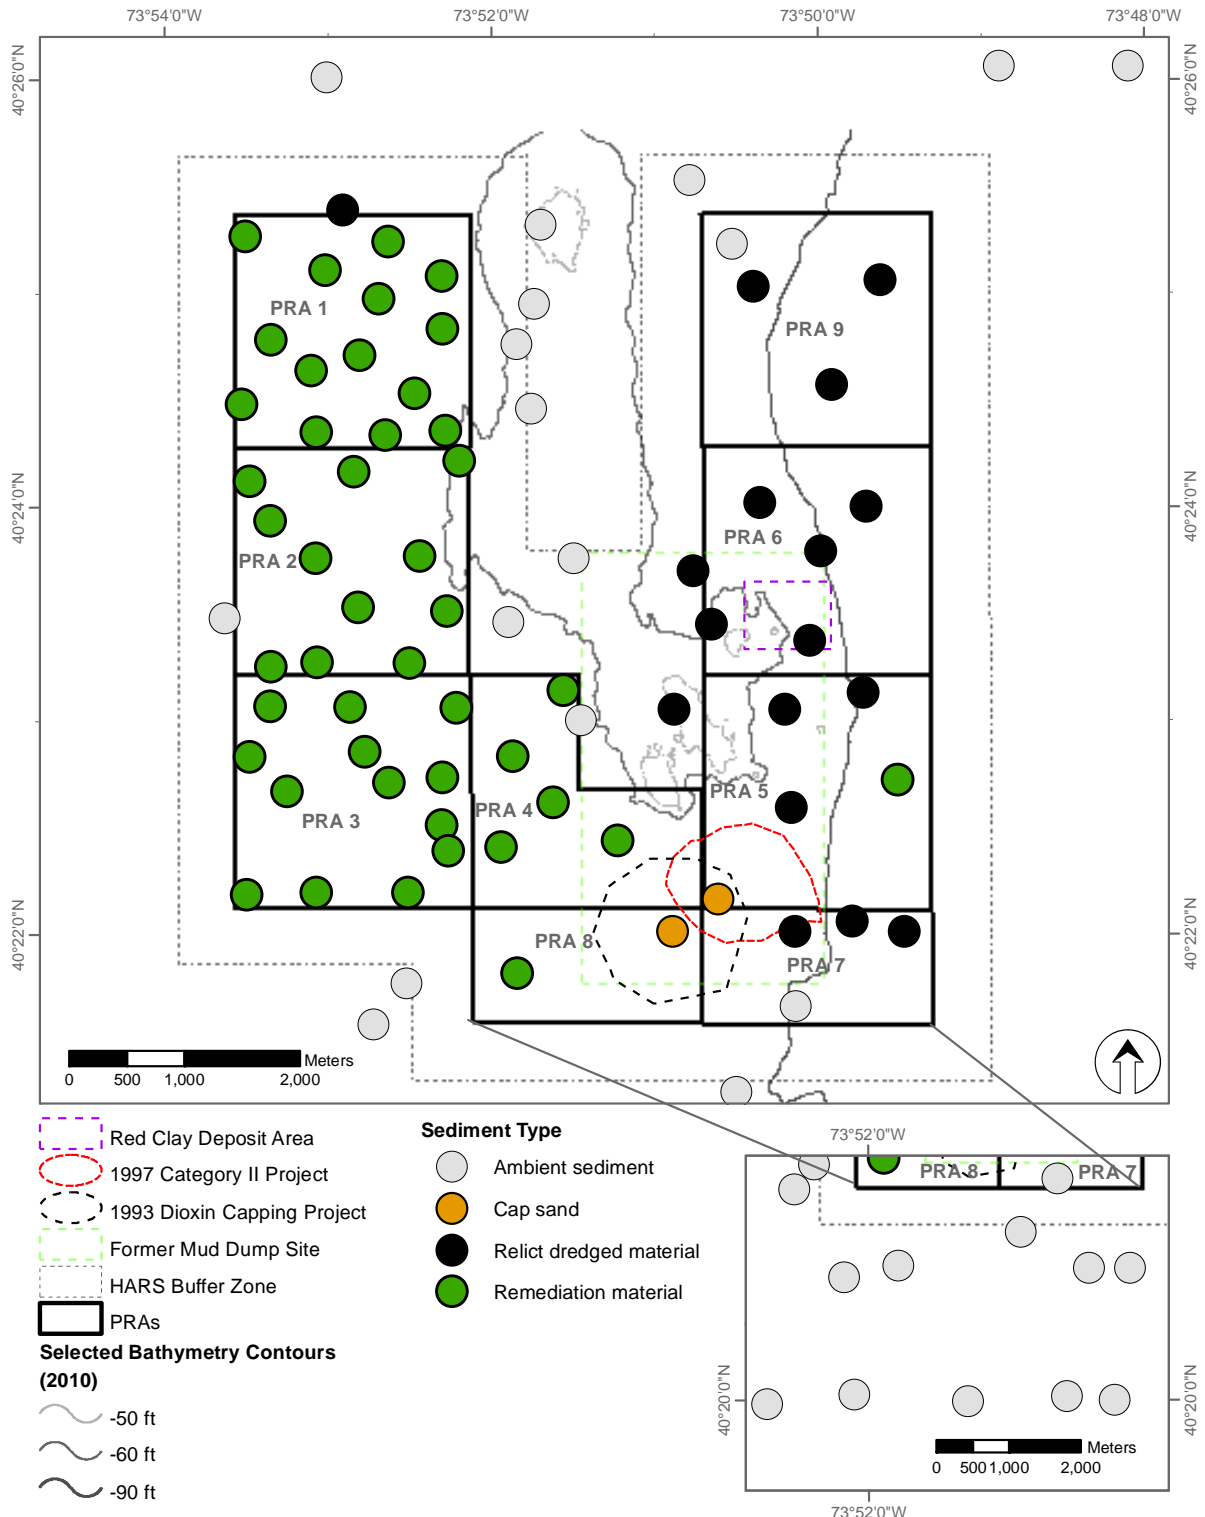 73°54'0"W
73°52'0"W
73°50'0"W
73°48'0"W
40°26'0"N
40°26'0"N
PRA 1
PRA 9
40°24'0"N
40°24'0"N
PRA 6
PRA 2
PRA 5
PRA 4
PRA 3
40°22'0"N
40°22'0"N
PRA 8
PRA 7
Meters
0 500 1,000 2,000
Red Clay Deposit Area
1997 Category II Project
1993 Dioxin Capping Project
Former Mud Dump Site
HARS Buffer Zone
PRAs
Selected Bathymetry Contours
(2010)
-50 ft
-60 ft
-90 ft
Sediment Type
Ambient sediment
Cap sand
Relict dredged material
Remediation material
73°52'0"W
PRA 8
PRA 7
40°20'0"N
40°20'0"N
Meters
0 500 1,000 2,000
73°52'0"W